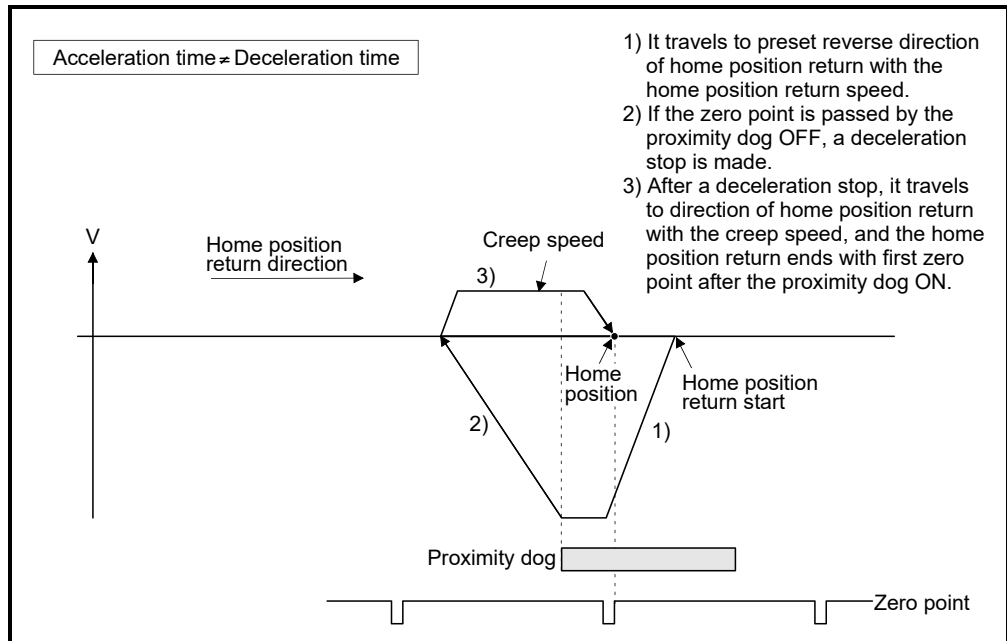 Acceleration time ≠ Deceleration time
1) It travels to preset reverse direction
of home position return with the
home position return speed.
2) If the zero point is passed by the
proximity dog OFF, a deceleration
stop is made.
3) After a deceleration stop, it travels
to direction of home position return
with the creep speed, and the home
position return ends with first zero
point after the proximity dog ON.
V
Home position
return direction
Creep speed
3)
Home
position
Home position
return start
2)
1)
Proximity dog
Zero point